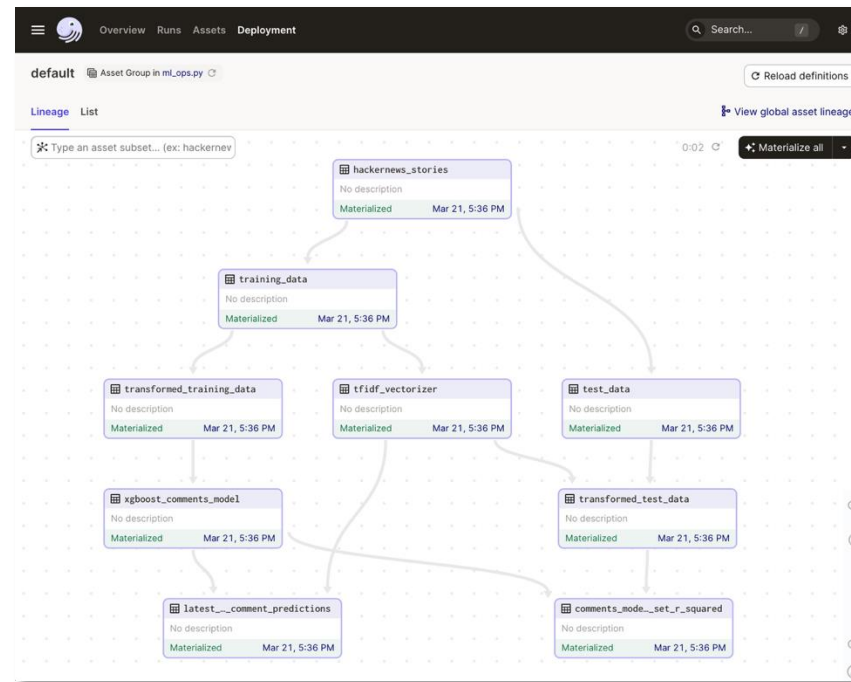 Overview Runs Assets Deployment Search... /
default Asset Group in ml_ops.py Reload definitions
Lineage List View global asset lineage
Type an asset subset... (ex: hackernev 0:02 Materialize all
hackernews_stories
No description
Materialized Mar 21, 5:36 PM
training_data
No description
Materialized Mar 21, 5:36 PM
transformed_training_data tfidf_vectorizer test_data
No description No description No description
Materialized Mar 21, 5:36 PM Materialized Mar 21, 5:36 PM Materialized Mar 21, 5:36 PM
xgboost_comments_model transformed_test_data
No description No description
Materialized Mar 21, 5:36 PM Materialized Mar 21, 5:36 PM
latest_…_comment_predictions comments_mode…_set_r_squared
No description No description
Materialized Mar 21, 5:36 PM Materialized Mar 21, 5:36 PM